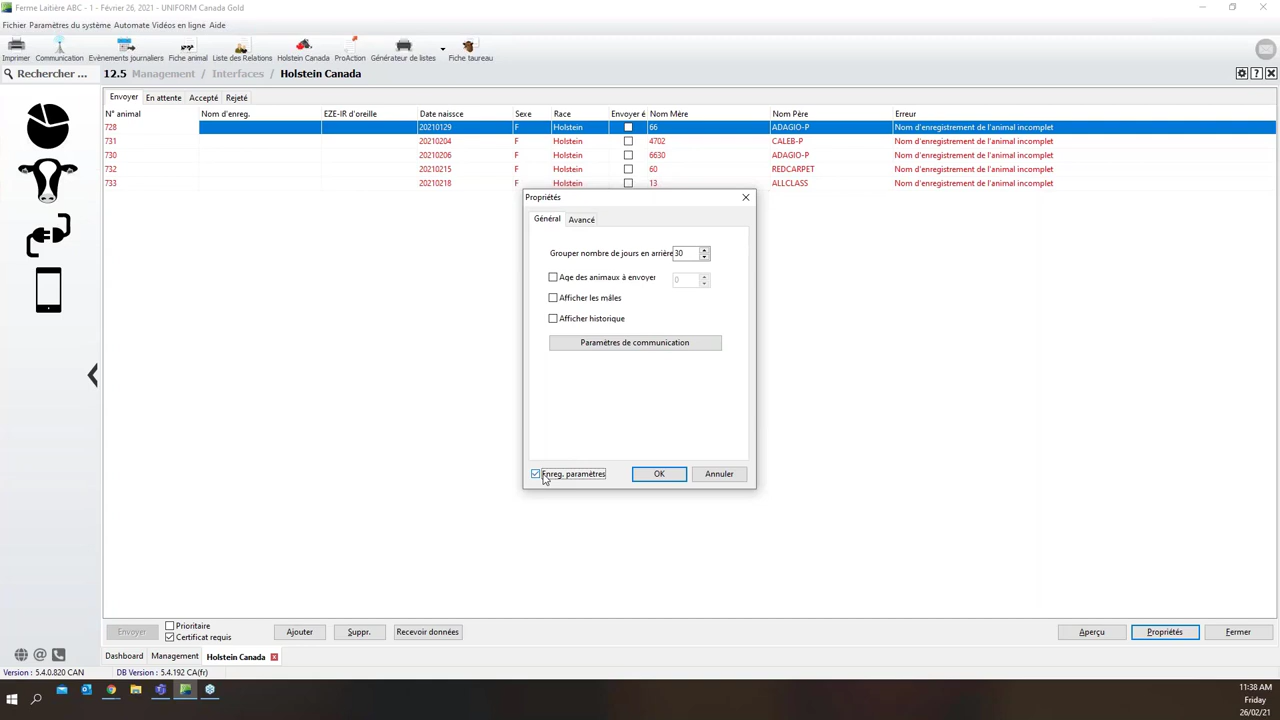 Ferme Laitière ABC - 1 - Février 26, 2021 - UNIFORM Canada Gold
Fichier Paramètres du système Automate Vidéos en ligne Aide
Imprimer Communication Evènements journaliers Fiche animal Liste des Relations Holstein Canada ProAction Générateur de listes Fiche taureau
Rechercher ... 12.5 Management / Interfaces / Holstein Canada
Envoyer En attente Accepté Rejeté
N° animal Nom d'enreg. EZE-IR d'oreille Date naissce Sexe Race Envoyer é Nom Mère Nom Père Erreur
728 20210129 F Holstein 66 ADAGIO-P Nom d'enregistrement de l'animal incomplet
731 20210204 F Holstein 4702 CALEB-P Nom d'enregistrement de l'animal incomplet
730 20210206 F Holstein 6630 ADAGIO-P Nom d'enregistrement de l'animal incomplet
732 20210215 F Holstein 60 REDCARPET Nom d'enregistrement de l'animal incomplet
733 20210218 F Holstein 13 ALLCLASS Nom d'enregistrement de l'animal incomplet
Propriétés
Général Avancé
Grouper nombre de jours en arrière 30
Age des animaux à envoyer 0
Afficher les mâles
Afficher historique
Paramètres de communication
Enreg. paramètres OK Annuler
Envoyer Prioritaire Certificat requis Ajouter Suppr. Recevoir données Aperçu Propriétés Fermer
Dashboard Management Holstein Canada
Version : 5.4.0.820 CAN DB Version : 5.4.192 CA(fr)
11:38 AM
Friday
26/02/21